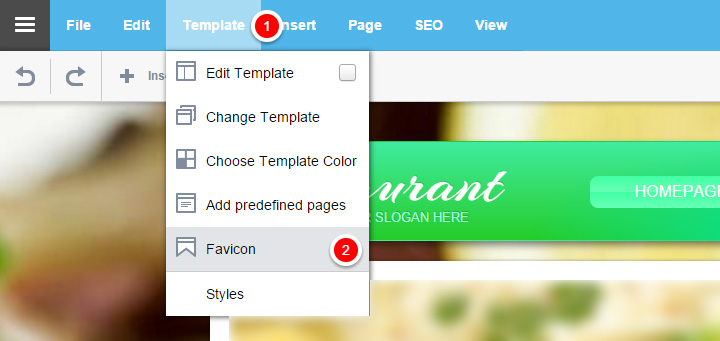 File Edit Template 1 nsert Page SEO View
Edit Template
Change Template
Choose Template Color
Add predefined pages
Favicon 2
Styles
urant
SLOGAN HERE
HOMEPAG